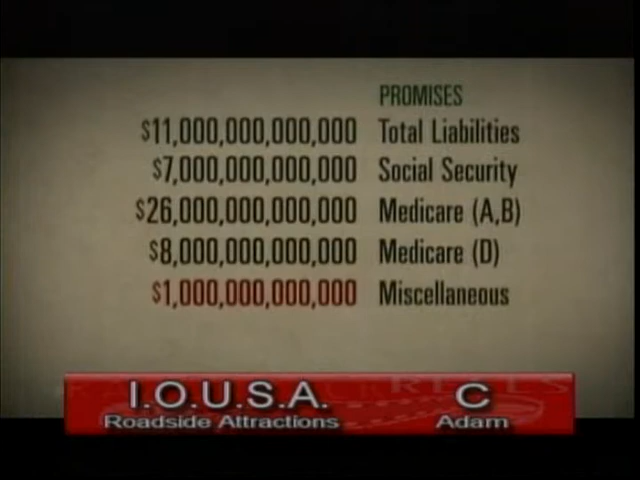 PROMISES
$11,000,000,000,000 Total Liabilities
$7,000,000,000,000 Social Security
$26,000,000,000,000 Medicare (A,B)
$8,000,000,000,000 Medicare (D)
$1,000,000,000,000 Miscellaneous
I.O.U.S.A. C
Roadside Attractions Adam